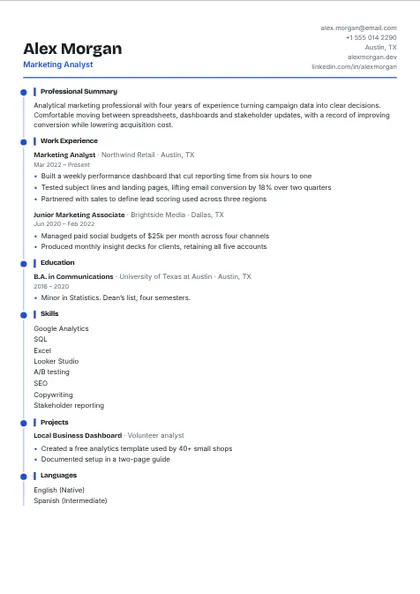 alex.morgan@email.com
+1 555 014 2290
Austin, TX
alexmorgan.dev
linkedin.com/in/alexmorgan
Alex Morgan
Marketing Analyst
Professional Summary
Analytical marketing professional with four years of experience turning campaign data into clear decisions.
Comfortable moving between spreadsheets, dashboards and stakeholder updates, with a record of improving
conversion while lowering acquisition cost.
Work Experience
Marketing Analyst · Northwind Retail · Austin, TX
Mar 2022 – Present
• Built a weekly performance dashboard that cut reporting time from six hours to one
• Tested subject lines and landing pages, lifting email conversion by 18% over two quarters
• Partnered with sales to define lead scoring used across three regions
Junior Marketing Associate · Brightside Media · Dallas, TX
Jun 2020 – Feb 2022
• Managed paid social budgets of $25k per month across four channels
• Produced monthly insight decks for clients, retaining all five accounts
Education
B.A. in Communications · University of Texas at Austin · Austin, TX
2016 – 2020
• Minor in Statistics. Dean's list, four semesters.
Skills
Google Analytics
SQL
Excel
Looker Studio
A/B testing
SEO
Copywriting
Stakeholder reporting
Projects
Local Business Dashboard · Volunteer analyst
• Created a free analytics template used by 40+ small shops
• Documented setup in a two-page guide
Languages
English (Native)
Spanish (Intermediate)